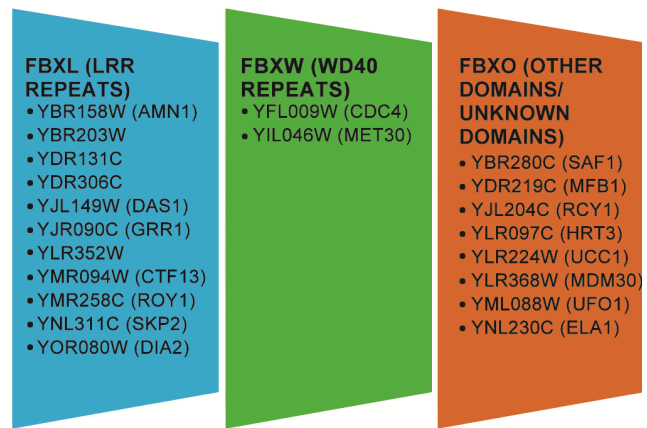 FBXL (LRR
REPEATS)
• YBR158W (AMN1)
• YBR203W
• YDR131C
• YDR306C
• YJL149W (DAS1)
• YJR090C (GRR1)
• YLR352W
• YMR094W (CTF13)
• YMR258C (ROY1)
• YNL311C (SKP2)
• YOR080W (DIA2)
FBXW (WD40
REPEATS)
• YFL009W (CDC4)
• YIL046W (MET30)
FBXO (OTHER
DOMAINS/
UNKNOWN
DOMAINS)
• YBR280C (SAF1)
• YDR219C (MFB1)
• YJL204C (RCY1)
• YLR097C (HRT3)
• YLR224W (UCC1)
• YLR368W (MDM30)
• YML088W (UFO1)
• YNL230C (ELA1)